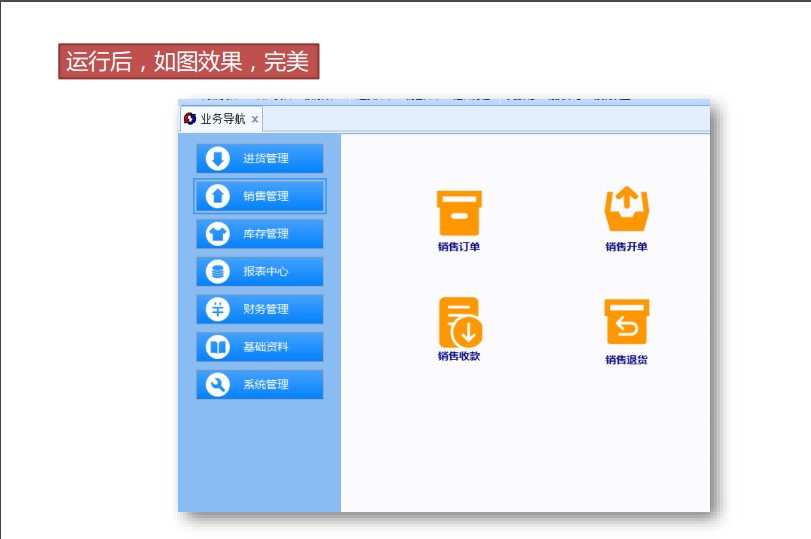 运行后，如图效果，完美
业务导航 ×
进货管理
销售管理
库存管理
报表中心
财务管理
基础资料
系统管理
销售订单
销售开单
销售收款
销售退货